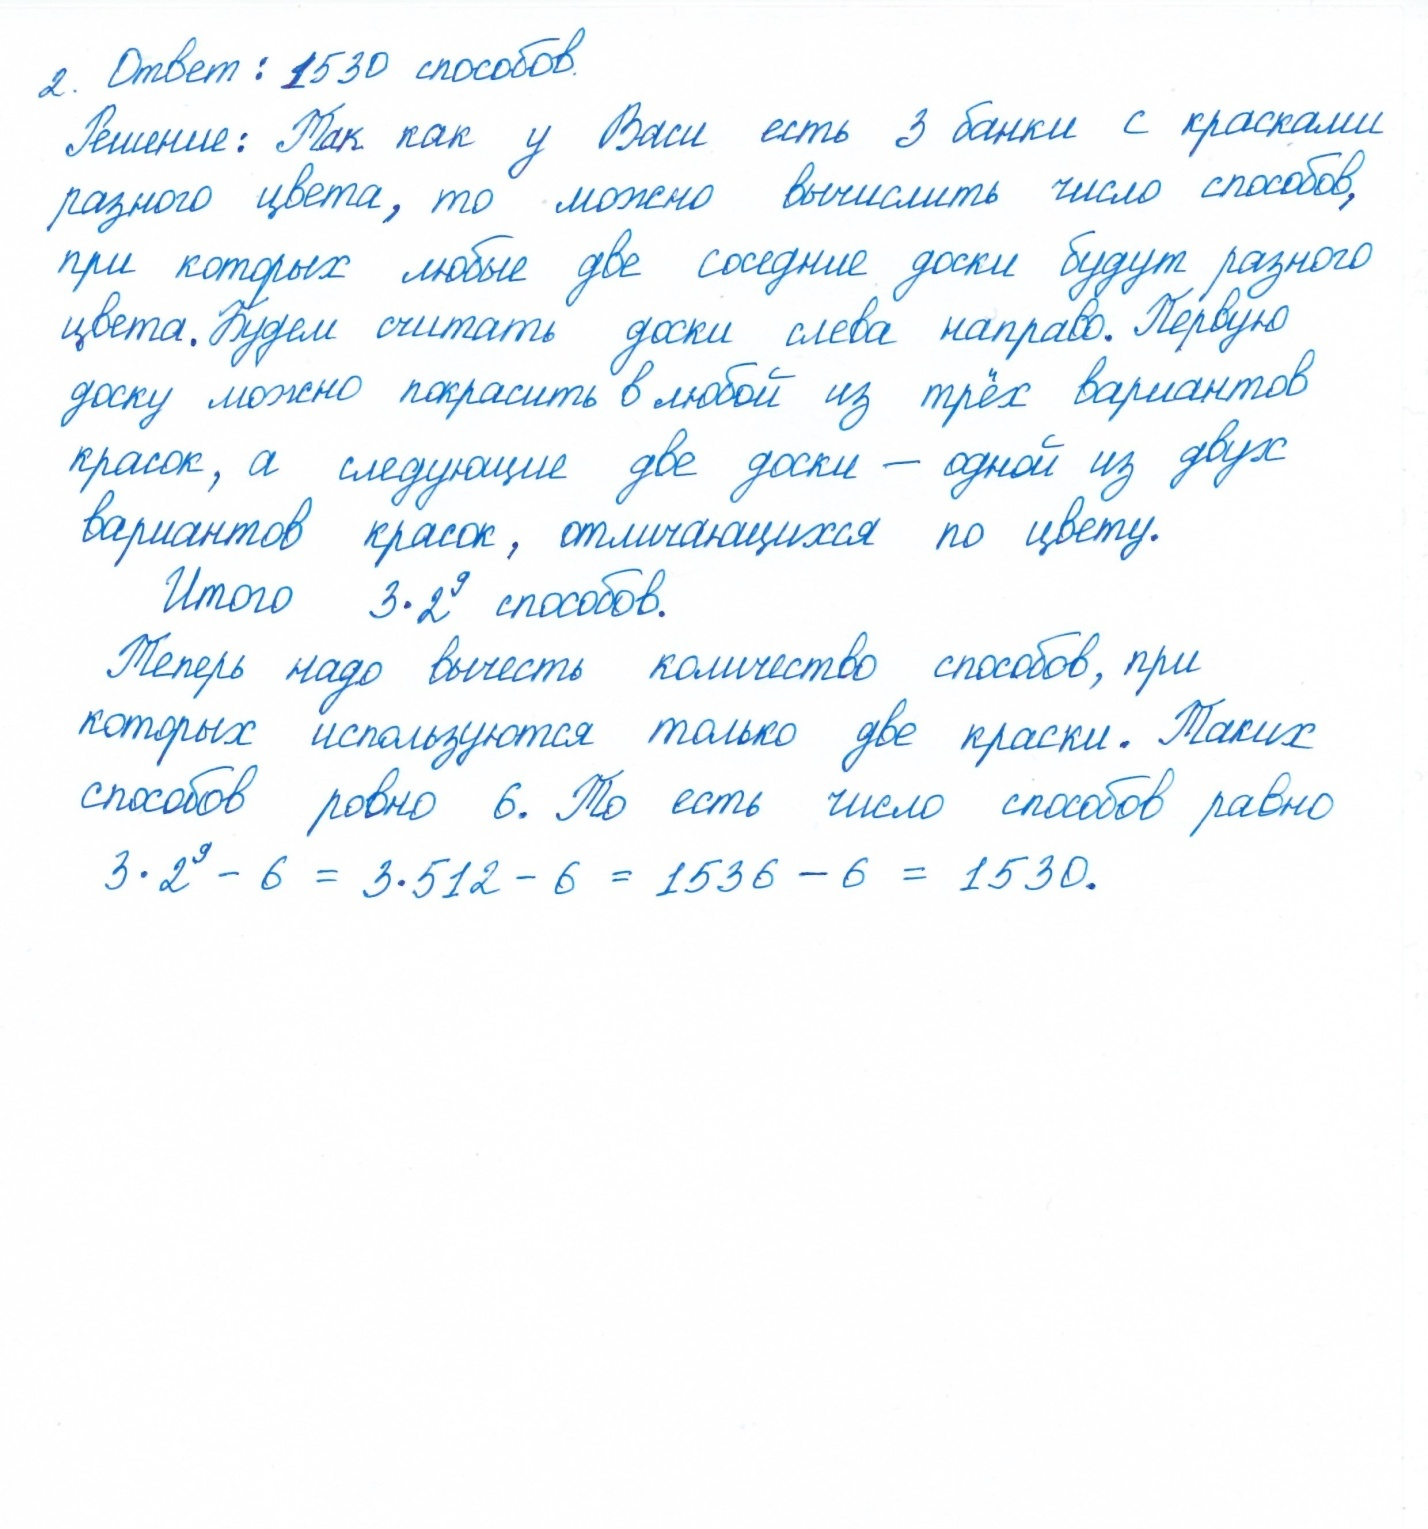 2. Ответ: 1530 способов.
Решение: Так как у Васи есть 3 банки с красками
разного цвета, то можно вычислить число способов,
при которых любые две соседние доски будут разного
цвета. Будем считать доски слева направо. Первую
доску можно покрасить в любой из трёх вариантов
красок, а следующие две доски — одной из двух
вариантов красок, отличающихся по цвету.
Итого 3·2⁹ способов.
Теперь надо вычесть количество способов, при
которых используются только две краски. Таких
способов ровно 6. То есть число способов равно
3·2⁹ - 6 = 3·512 - 6 = 1536 - 6 = 1530.